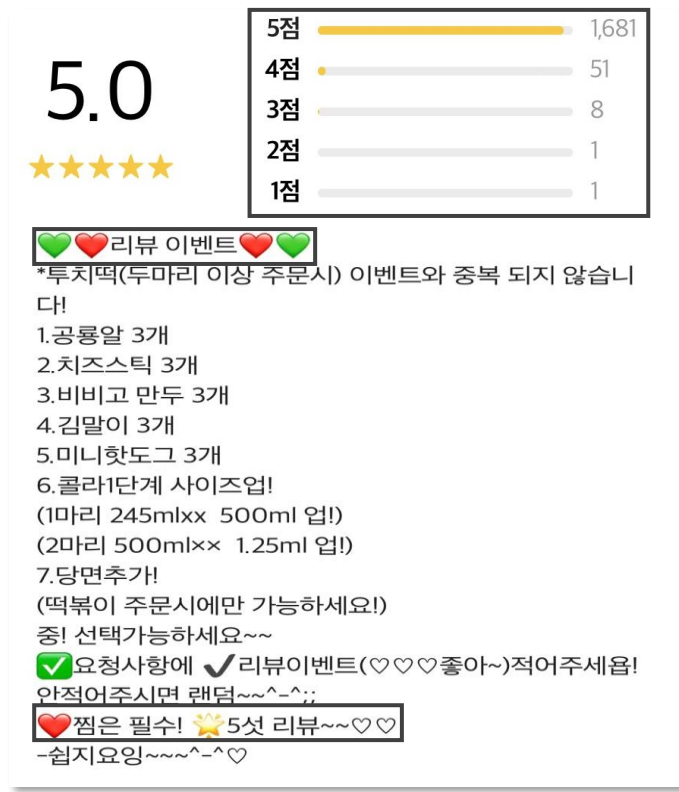 5.0
5점 1,681
4점 51
3점 8
2점 1
1점 1
💚❤️리뷰 이벤트❤️💚
*투치떡(두마리 이상 주문시) 이벤트와 중복 되지 않습니
다!
1.공룡알 3개
2.치즈스틱 3개
3.비비고 만두 3개
4.김말이 3개
5.미니핫도그 3개
6.콜라1단계 사이즈업!
(1마리 245mlxx 500ml 업!)
(2마리 500ml×× 1.25ml 업!)
7.당면추가!
(떡볶이 주문시에만 가능하세요!)
중! 선택가능하세요~~
✅요청사항에 ✔리뷰이벤트(♡♡♡좋아~)적어주세욥!
안적어주시면 랜덤~~^-^;;
❤️찜은 필수! 🌟5섯 리뷰~~♡♡
-쉽지요잉~~~^-^♡